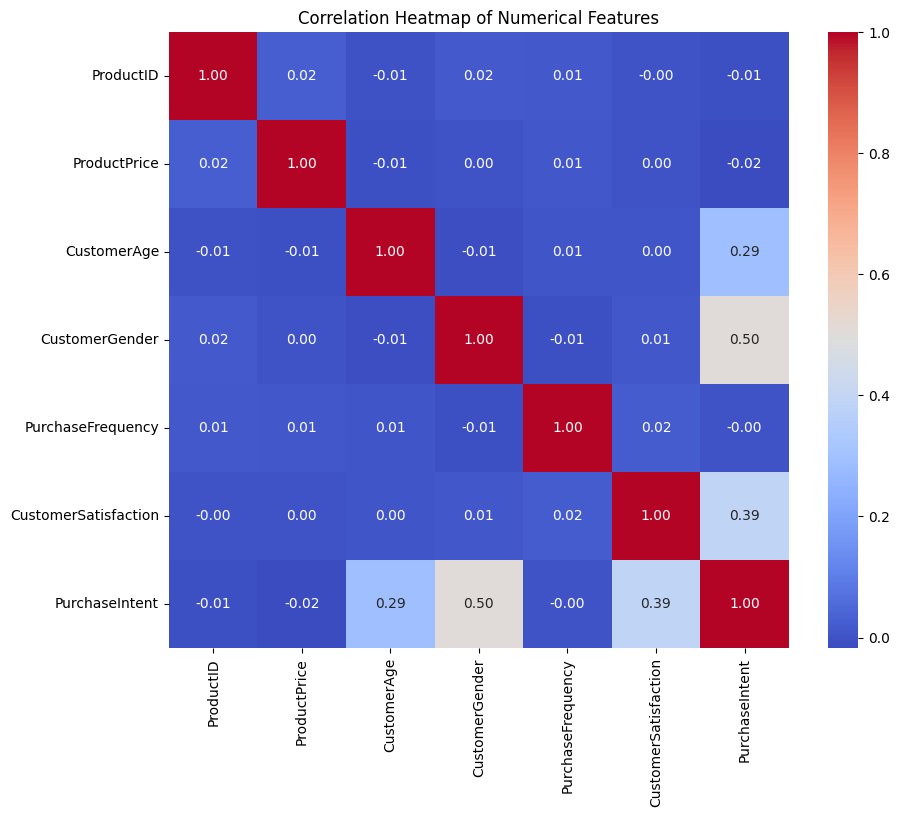 Correlation Heatmap of Numerical Features
ProductID 1.00 0.02 -0.01 0.02 0.01 -0.00 -0.01
ProductPrice 0.02 1.00 -0.01 0.00 0.01 0.00 -0.02
CustomerAge -0.01 -0.01 1.00 -0.01 0.01 0.00 0.29
CustomerGender 0.02 0.00 -0.01 1.00 -0.01 0.01 0.50
PurchaseFrequency 0.01 0.01 0.01 -0.01 1.00 0.02 -0.00
CustomerSatisfaction -0.00 0.00 0.00 0.01 0.02 1.00 0.39
PurchaseIntent -0.01 -0.02 0.29 0.50 -0.00 0.39 1.00
ProductID
ProductPrice
CustomerAge
CustomerGender
PurchaseFrequency
CustomerSatisfaction
PurchaseIntent
1.0
0.8
0.6
0.4
0.2
0.0